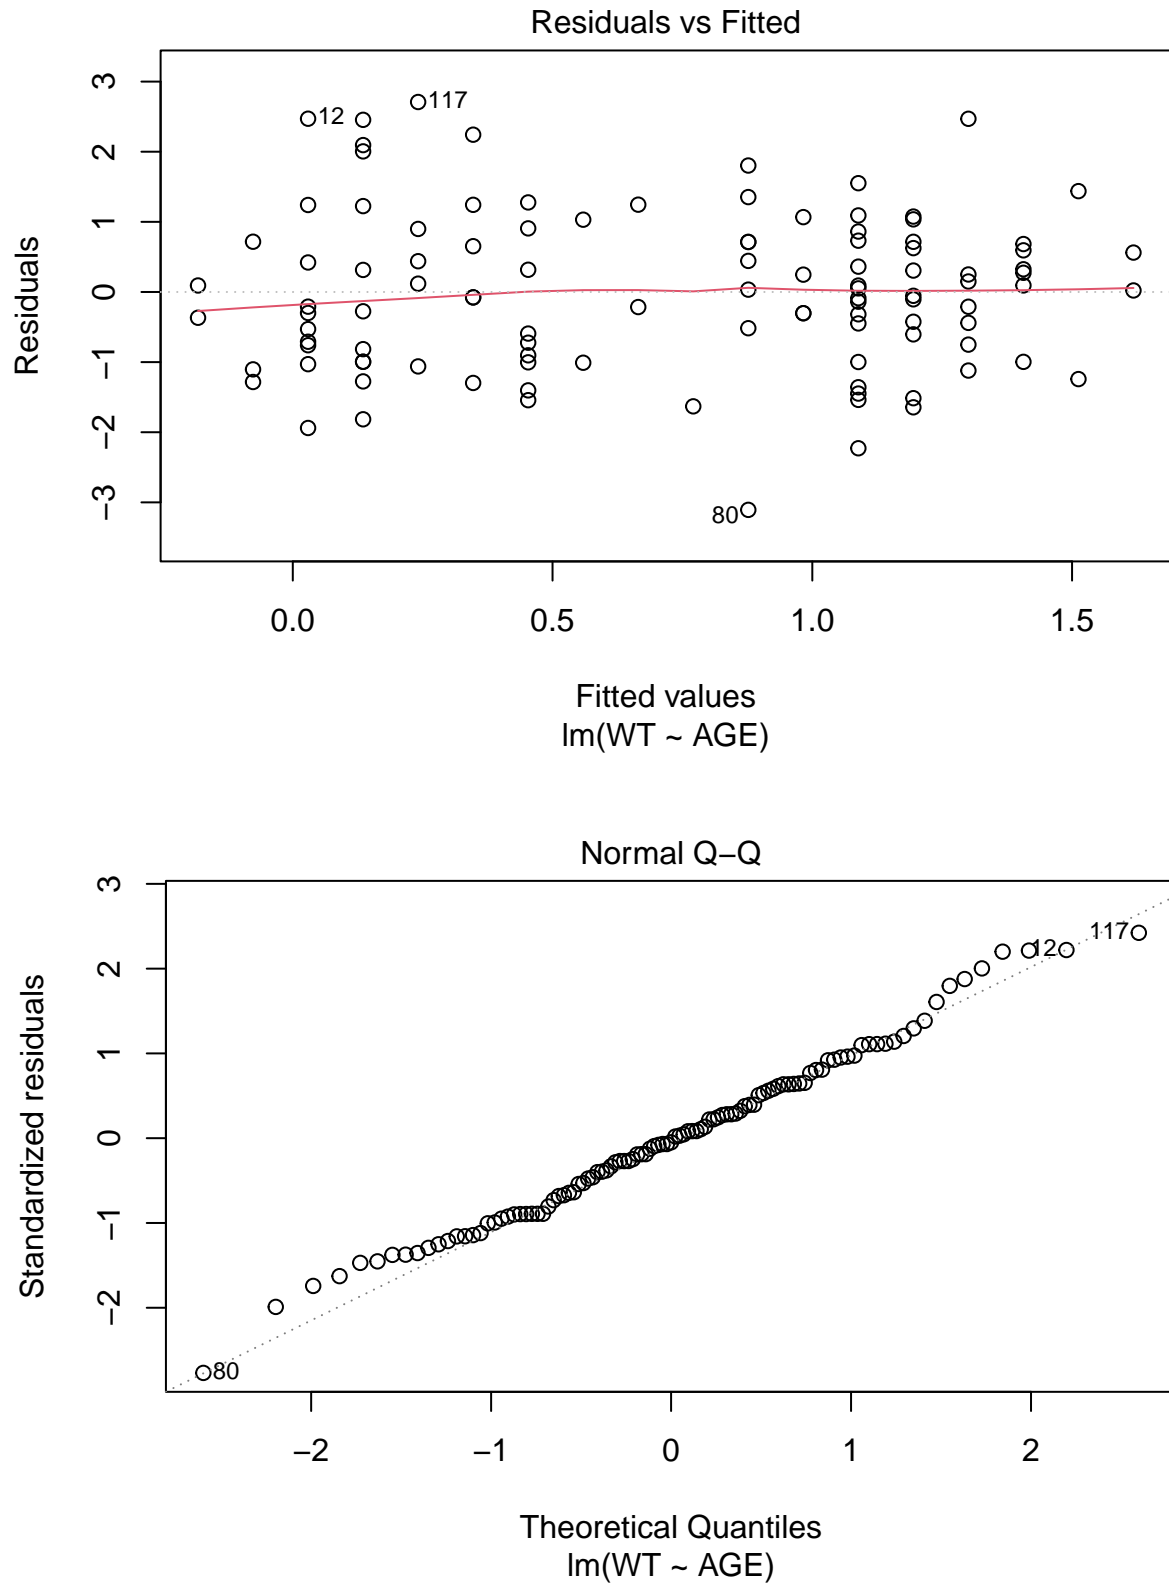 Residuals vs Fitted
3
2
1
0
−1
−2
−3
Residuals
12
117
80
0.0 0.5 1.0 1.5
Fitted values
lm(WT ~ AGE)
Normal Q−Q
3
2
1
0
−1
−2
Standardized residuals
117
12
80
−2 −1 0 1 2
Theoretical Quantiles
lm(WT ~ AGE)